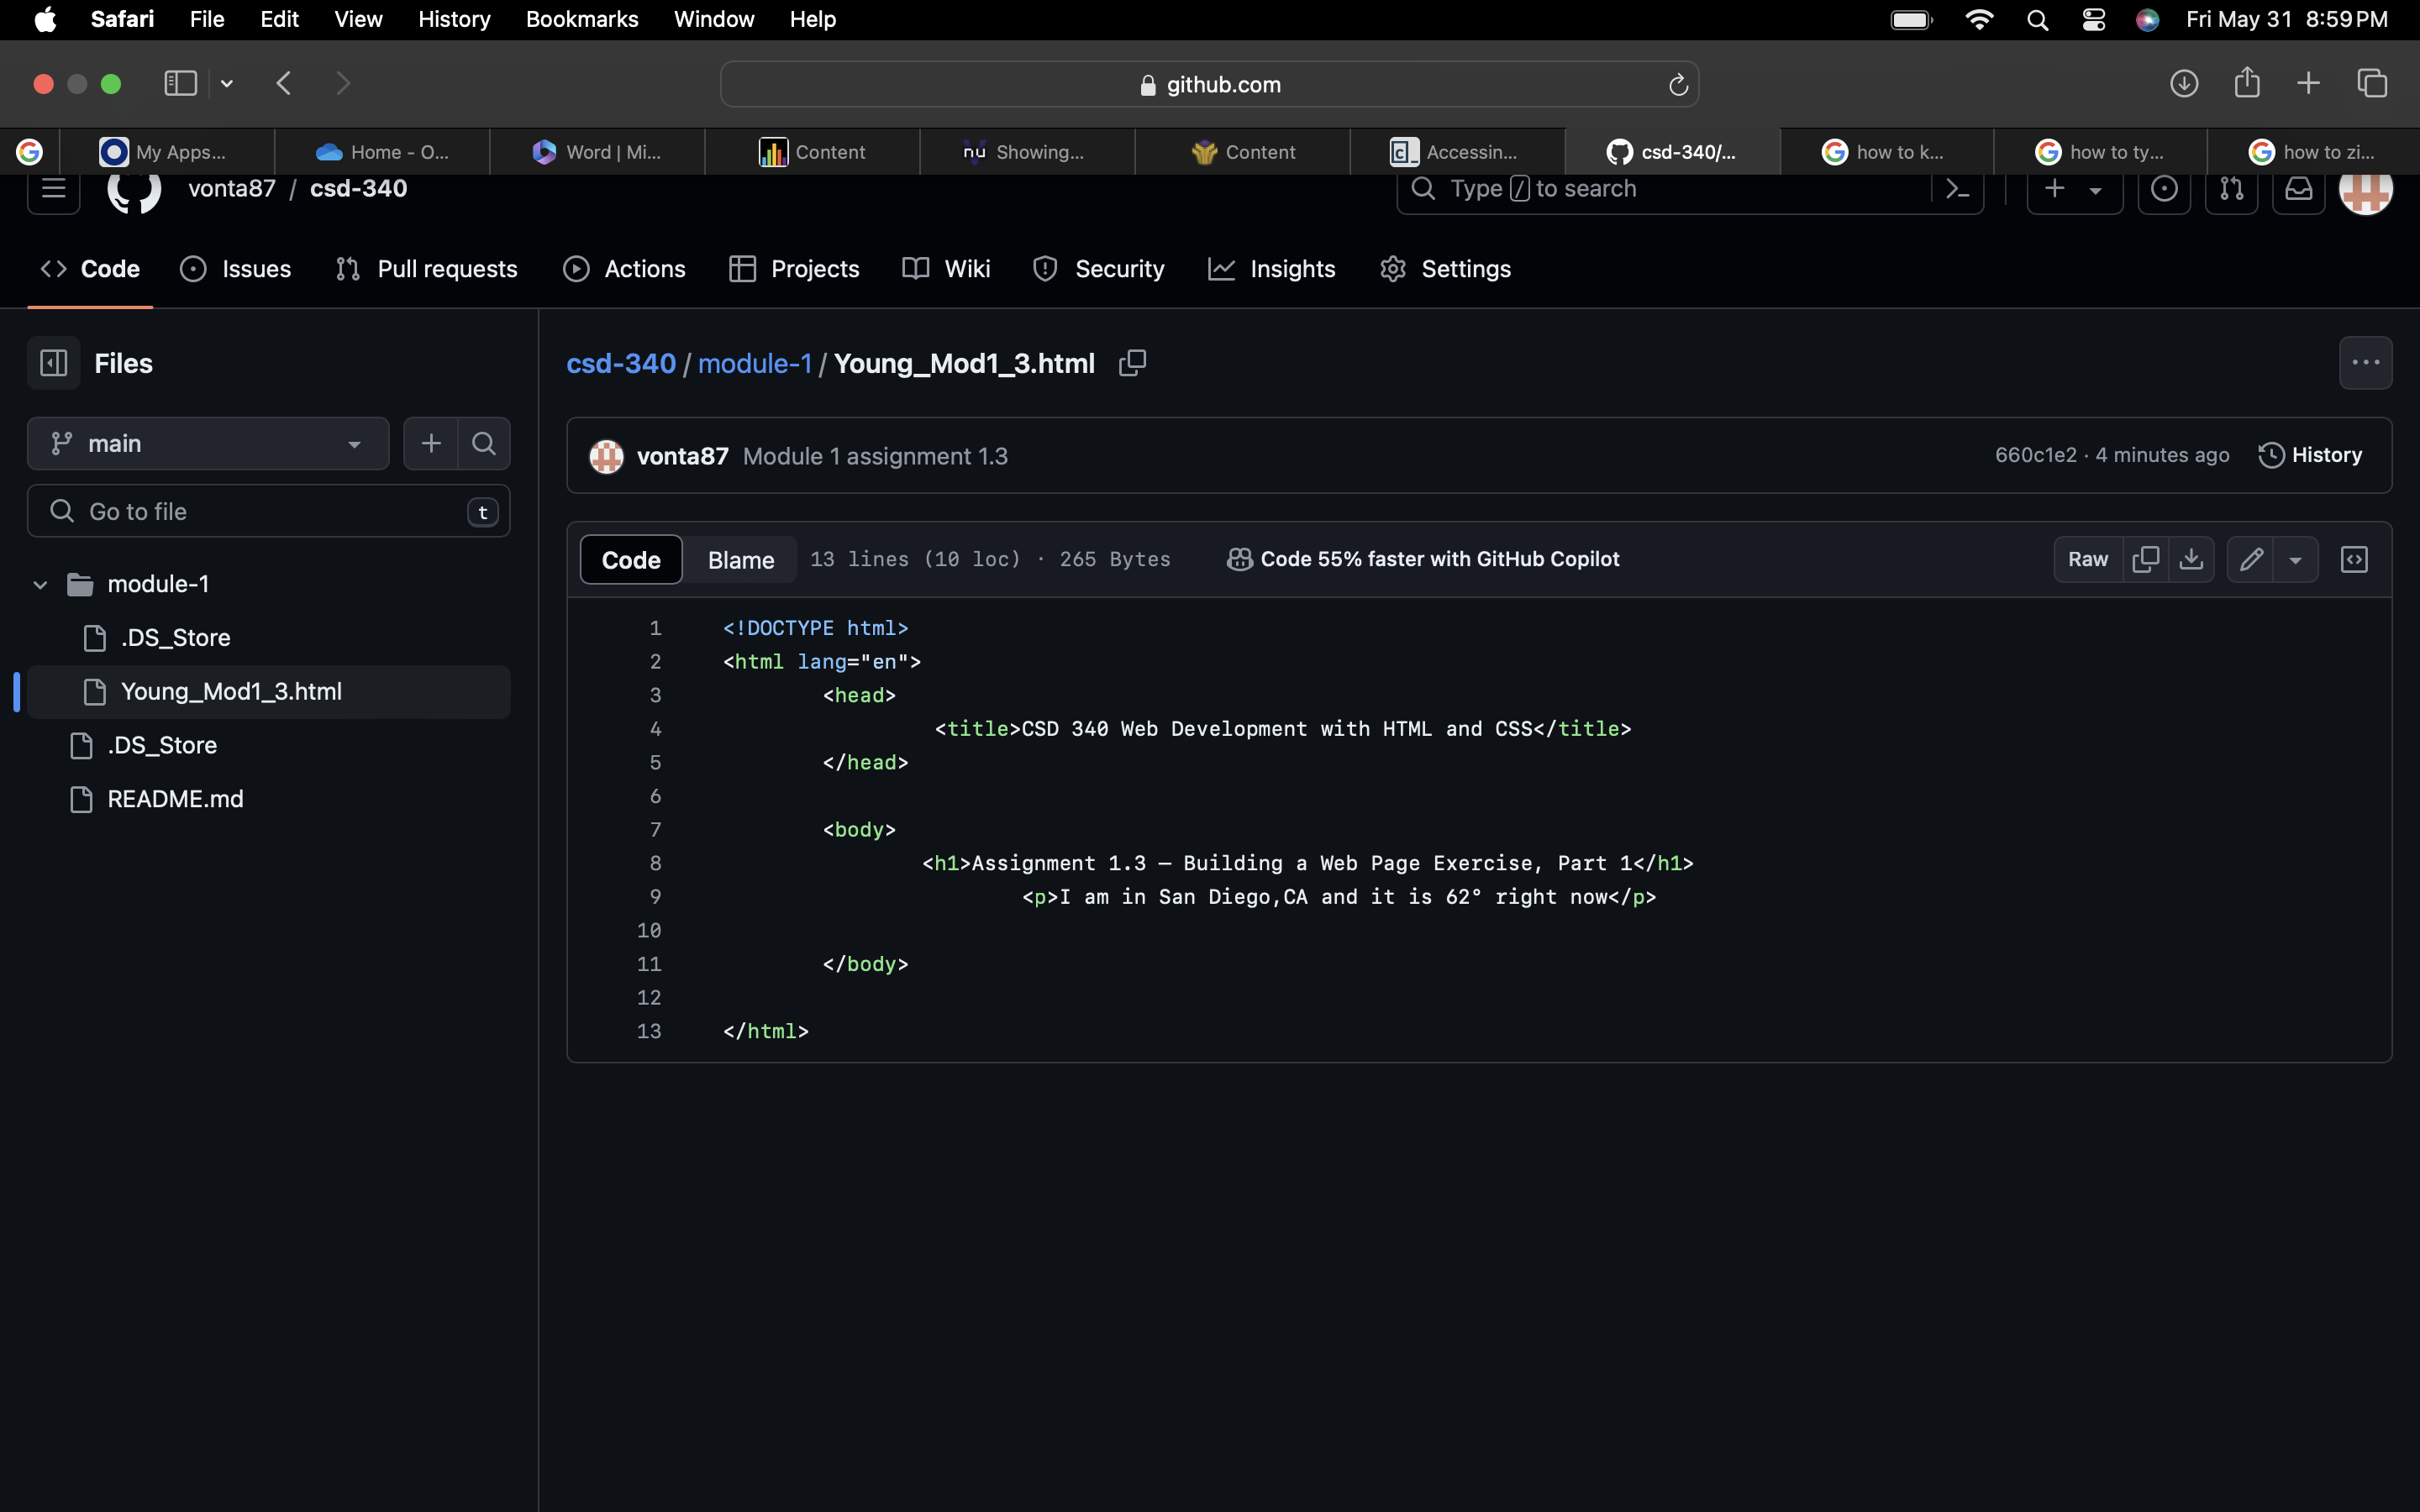 Safari File Edit View History Bookmarks Window Help Fri May 31 8:59 PM
github.com
My Apps... Home - O... Word | Mi... Content nu Showing... Content C_ Accessin... csd-340/... how to k... how to ty... how to zi...
vonta87 / csd-340 Type / to search
Code Issues Pull requests Actions Projects Wiki Security Insights Settings
Files
main
Go to file t
module-1
.DS_Store
Young_Mod1_3.html
.DS_Store
README.md
csd-340 / module-1 / Young_Mod1_3.html
vonta87 Module 1 assignment 1.3 660c1e2 · 4 minutes ago History
Code Blame 13 lines (10 loc) · 265 Bytes Code 55% faster with GitHub Copilot Raw
1 <!DOCTYPE html>
2 <html lang="en">
3 <head>
4 <title>CSD 340 Web Development with HTML and CSS</title>
5 </head>
6
7 <body>
8 <h1>Assignment 1.3 – Building a Web Page Exercise, Part 1</h1>
9 <p>I am in San Diego,CA and it is 62° right now</p>
10
11 </body>
12
13 </html>